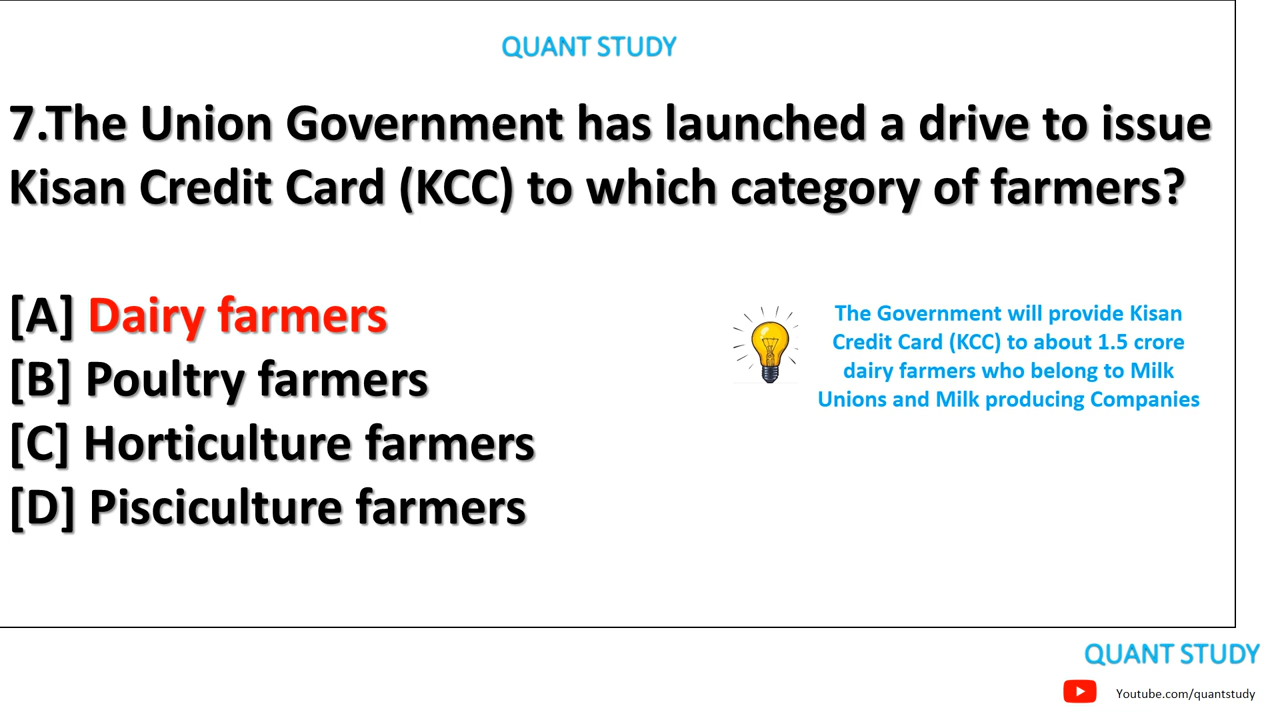 QUANT STUDY
7.The Union Government has launched a drive to issue
Kisan Credit Card (KCC) to which category of farmers?
[A] Dairy farmers
[B] Poultry farmers
[C] Horticulture farmers
[D] Pisciculture farmers
The Government will provide Kisan
Credit Card (KCC) to about 1.5 crore
dairy farmers who belong to Milk
Unions and Milk producing Companies
QUANT STUDY
Youtube.com/quantstudy